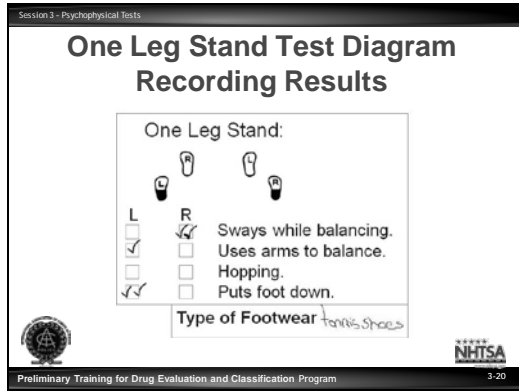 Session 3 - Psychophysical Tests
One Leg Stand Test Diagram
Recording Results
One Leg Stand:
R L
L R
L R
Sways while balancing.
Uses arms to balance.
Hopping.
Puts foot down.
Type of Footwear tennis shoes
NHTSA
Preliminary Training for Drug Evaluation and Classification Program
3-20